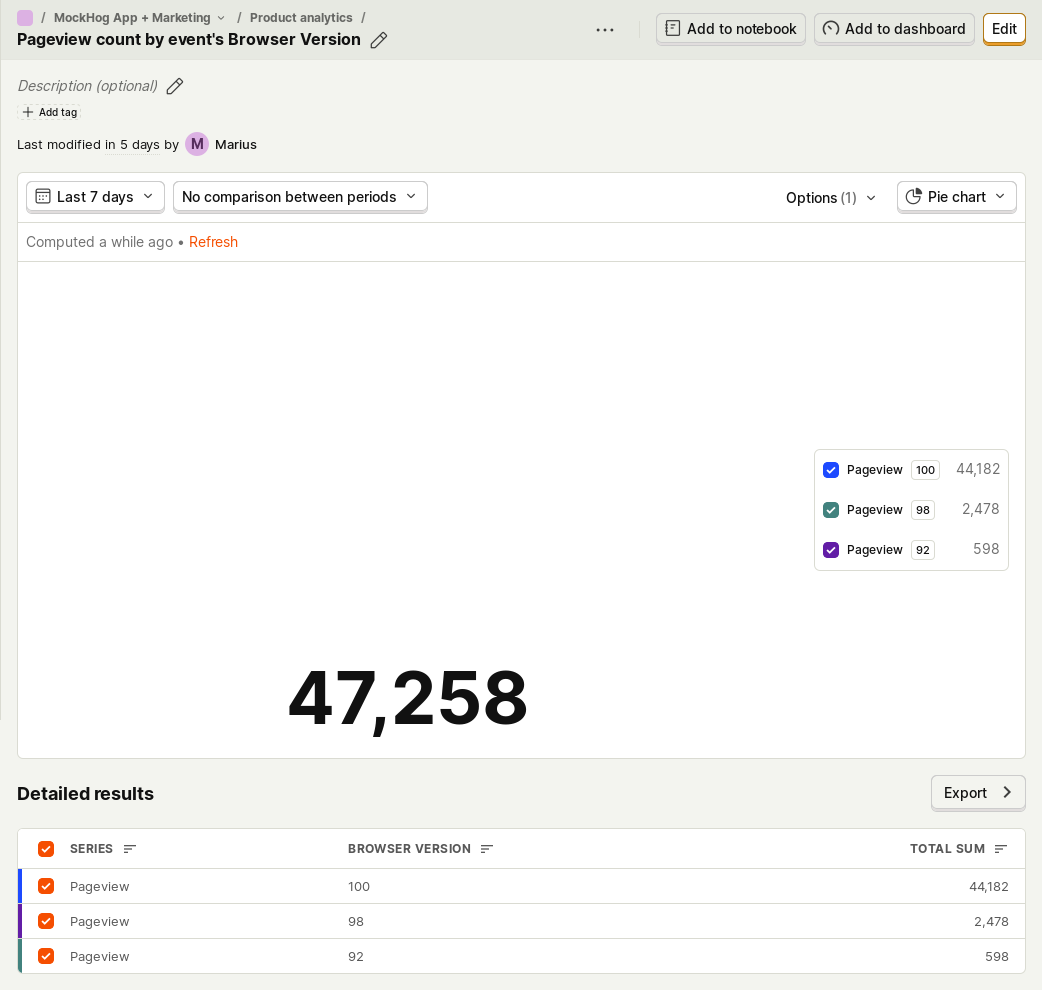 / MockHog App + Marketing / Product analytics /
Pageview count by event's Browser Version
Add to notebook
Add to dashboard
Edit
Description (optional)
Add tag
Last modified in 5 days by M Marius
Last 7 days
No comparison between periods
Options (1)
Pie chart
Computed a while ago • Refresh
Pageview 100 44,182
Pageview 98 2,478
Pageview 92 598
47,258
Detailed results
Export
SERIES BROWSER VERSION TOTAL SUM
Pageview 100 44,182
Pageview 98 2,478
Pageview 92 598